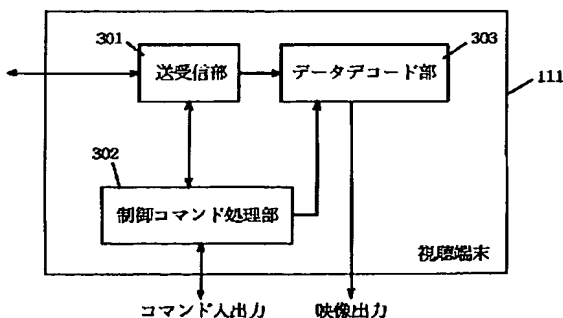 301
303
送受信部
データデコード部
111
302
制御コマンド処理部
視聴端末
コマンド入出力
映像出力